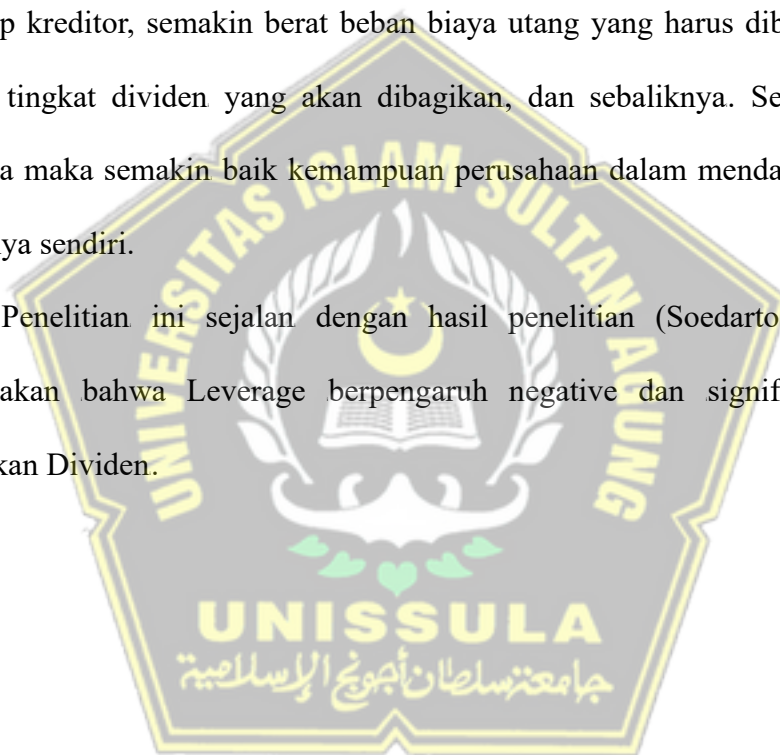 p kreditor, semakin berat beban biaya utang yang harus dib
tingkat dividen yang akan dibagikan, dan sebaliknya. Se
a maka semakin baik kemampuan perusahaan dalam menda
ya sendiri.
Penelitian ini sejalan dengan hasil penelitian (Soedarto
akan bahwa Leverage berpengaruh negative dan signif
kan Dividen.
UNIVERSITAS ISLAM SULTAN AGUNG
UNISSULA
جامعة سلطان أجونج الإسلامية